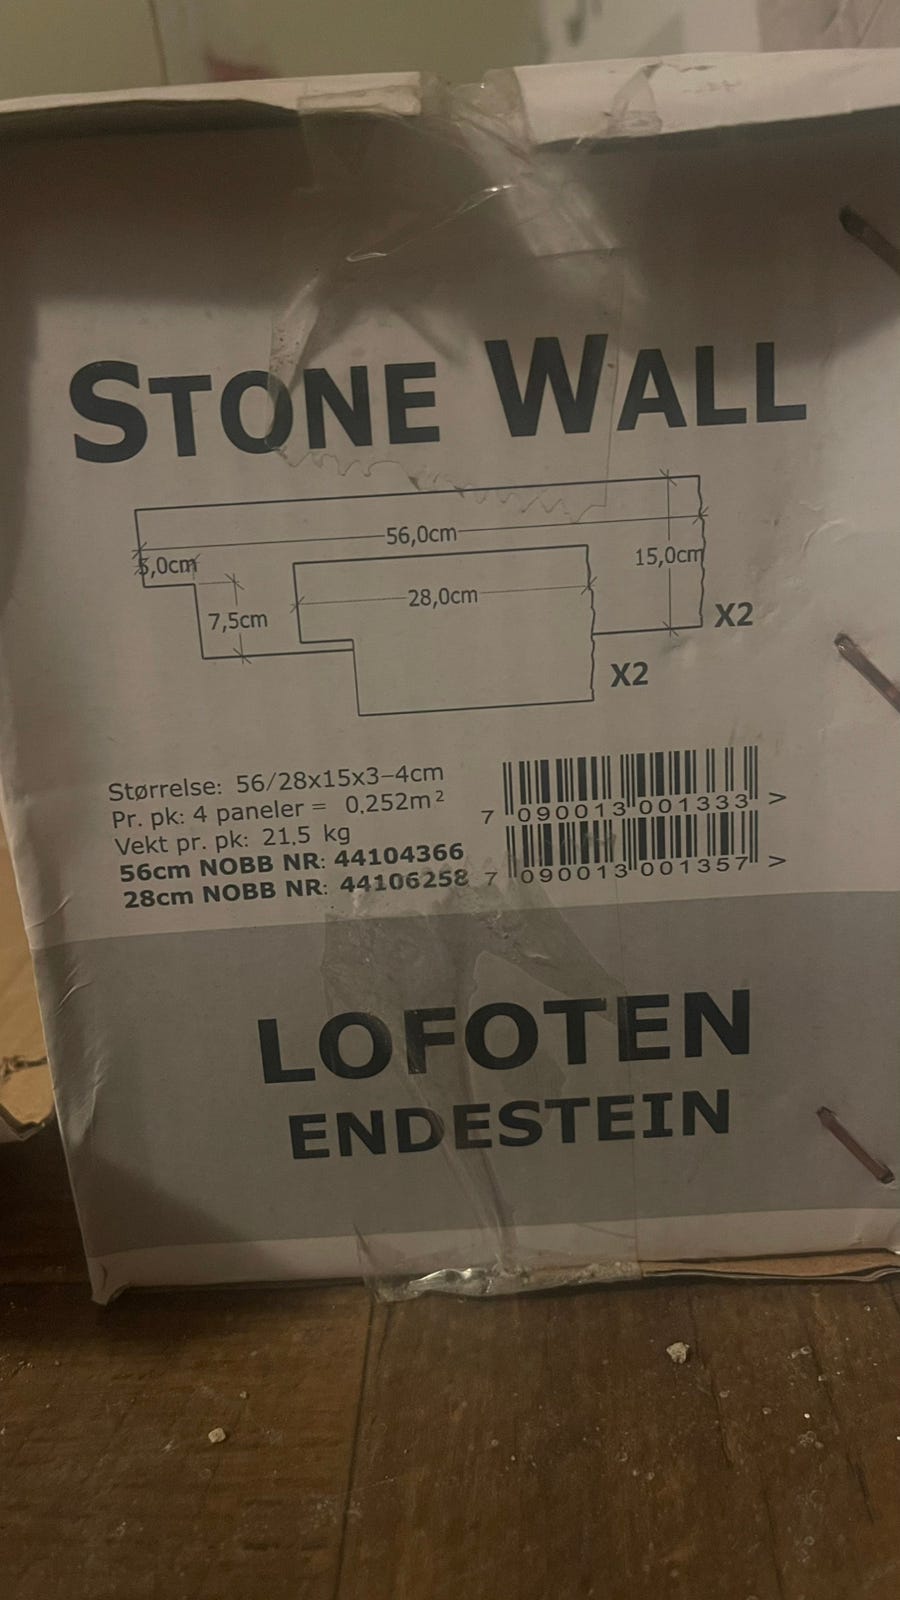 STONE WALL
56,0cm
5,0cm
15,0cm
28,0cm
7,5cm
X2
X2
Størrelse: 56/28x15x3-4cm
Pr. pk: 4 paneler = 0,252m²
Vekt pr. pk: 21,5 kg
56cm NOBB NR: 44104366
28cm NOBB NR: 44106258
7 090013 001333 >
7 090013 001357 >
LOFOTEN
ENDESTEIN